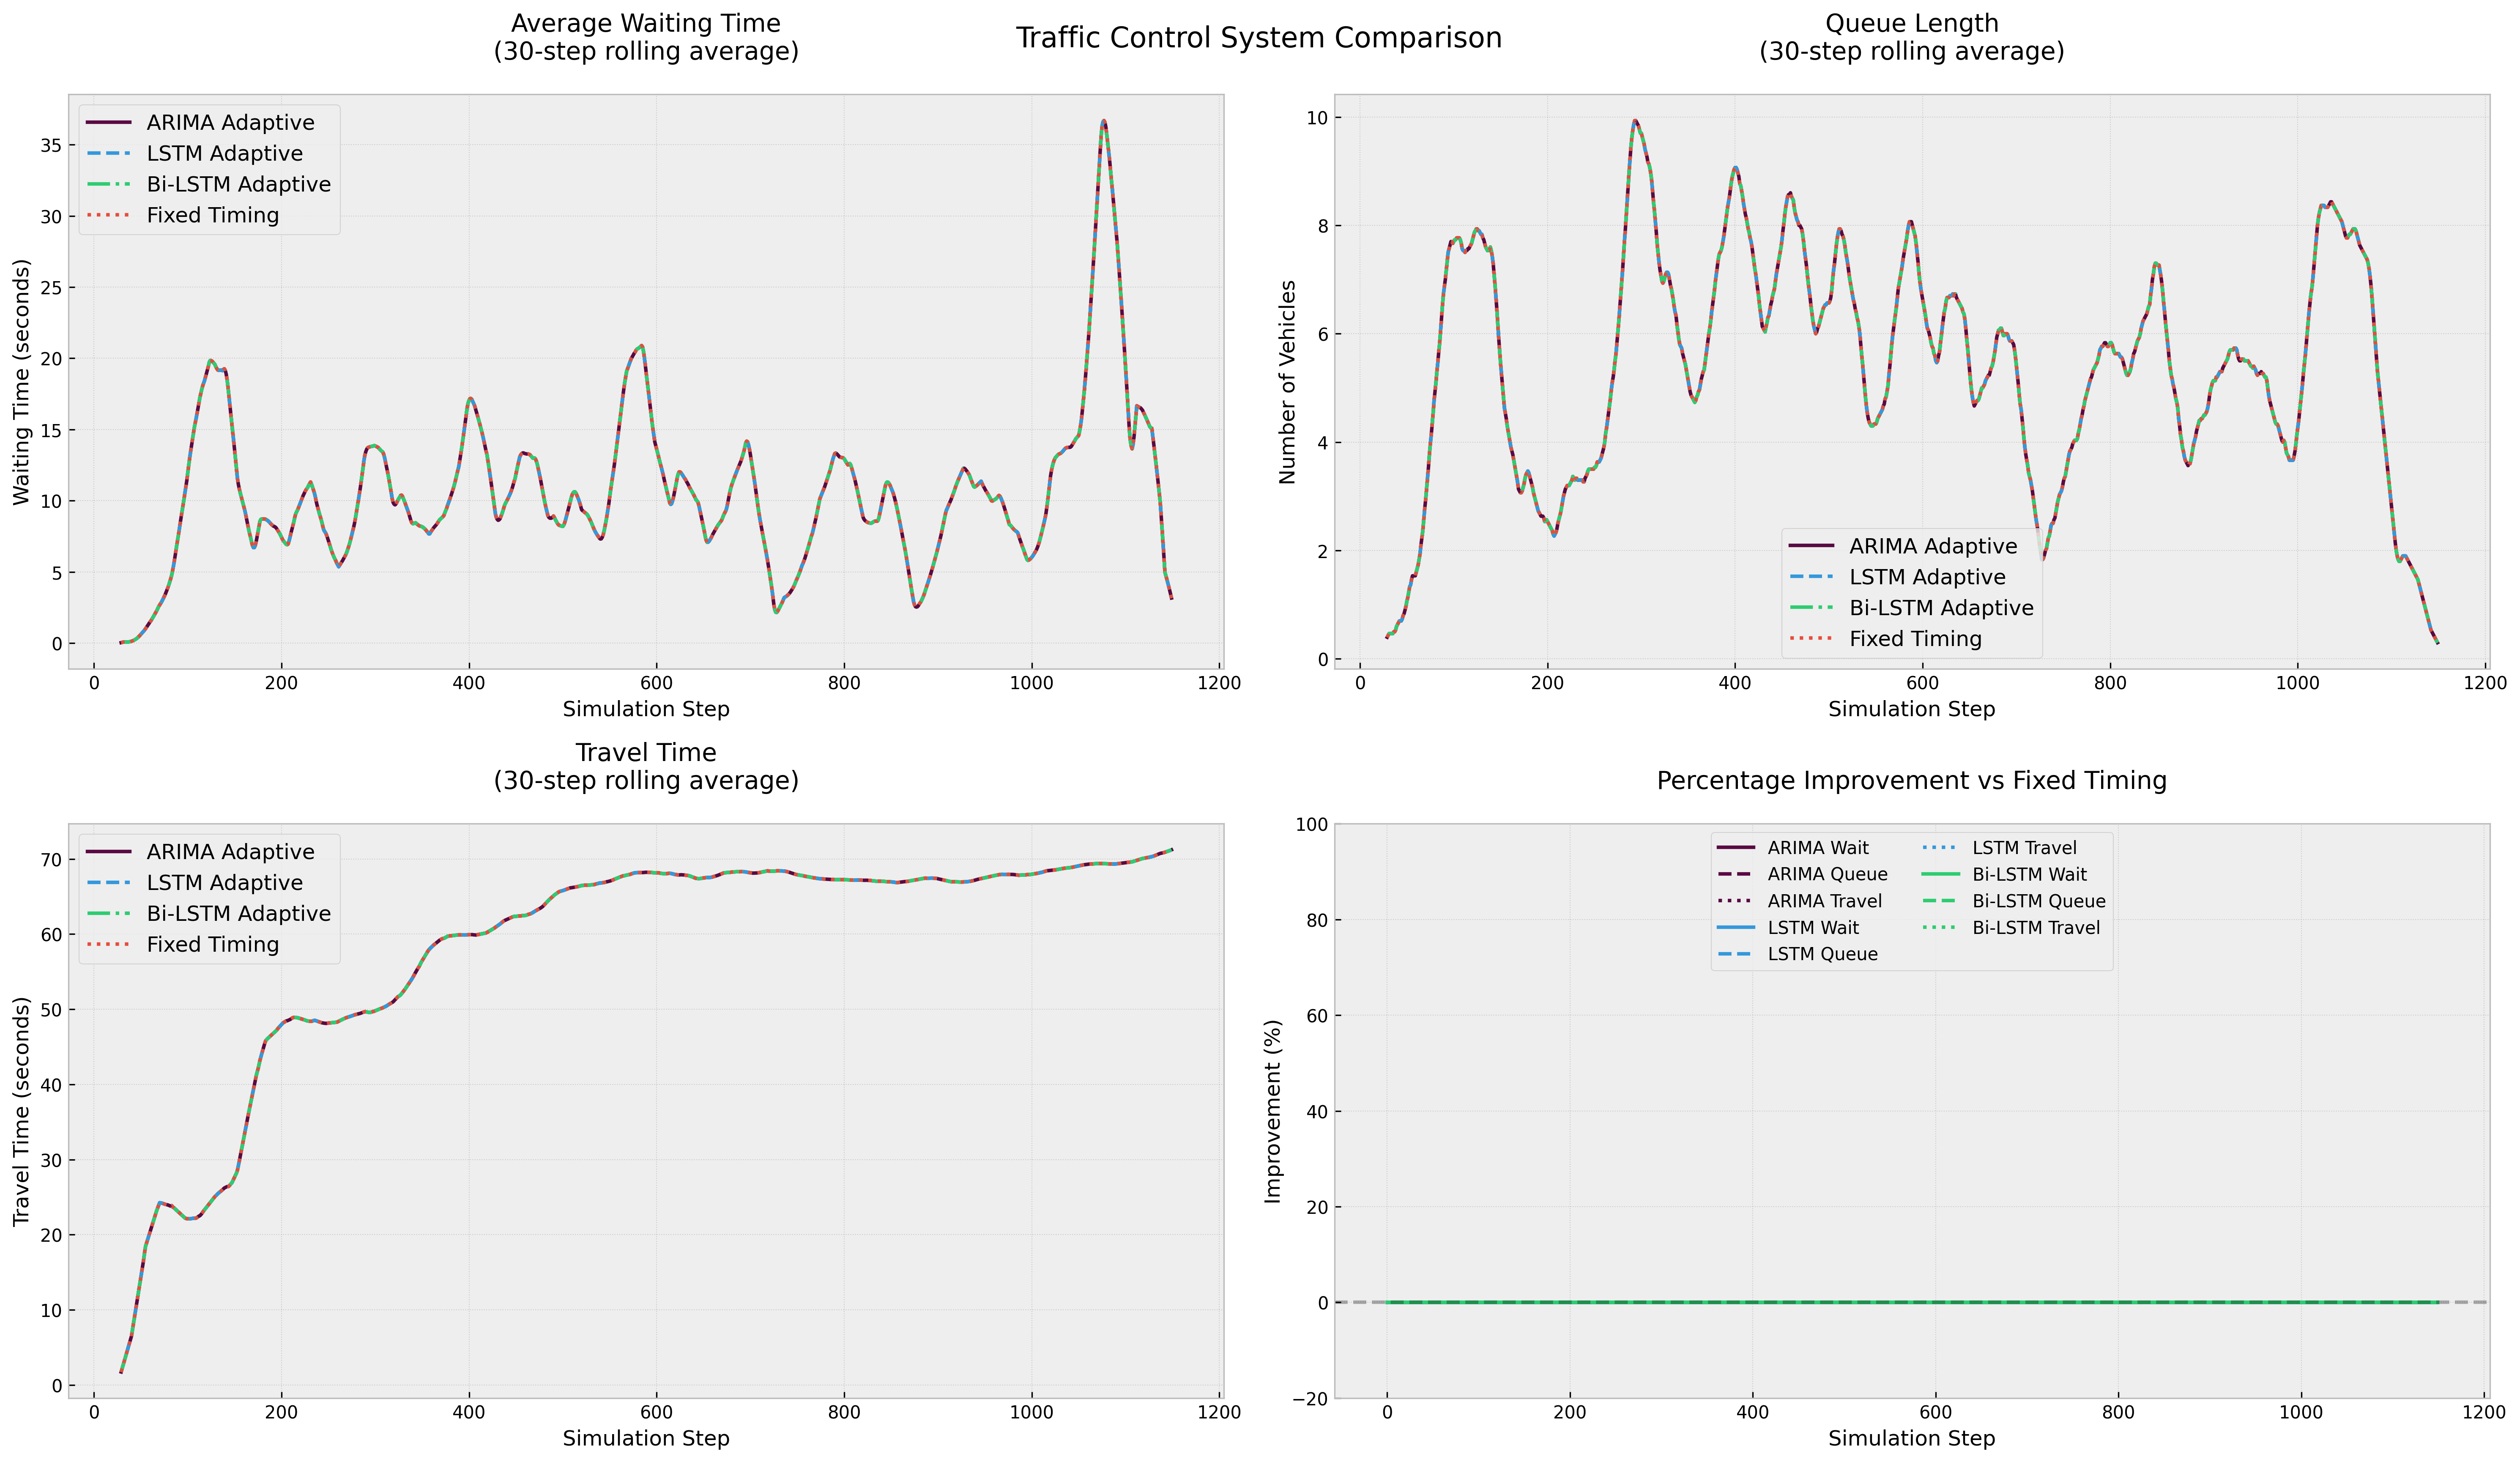 Traffic Control System Comparison
Average Waiting Time
(30-step rolling average)
Waiting Time (seconds)
35
30
25
20
15
10
5
0
ARIMA Adaptive
LSTM Adaptive
Bi-LSTM Adaptive
Fixed Timing
0 200 400 600 800 1000 1200
Simulation Step
Queue Length
(30-step rolling average)
Number of Vehicles
10
8
6
4
2
0
ARIMA Adaptive
LSTM Adaptive
Bi-LSTM Adaptive
Fixed Timing
0 200 400 600 800 1000 1200
Simulation Step
Travel Time
(30-step rolling average)
Travel Time (seconds)
70
60
50
40
30
20
10
0
ARIMA Adaptive
LSTM Adaptive
Bi-LSTM Adaptive
Fixed Timing
0 200 400 600 800 1000 1200
Simulation Step
Percentage Improvement vs Fixed Timing
Improvement (%)
100
80
60
40
20
0
−20
ARIMA Wait
ARIMA Queue
ARIMA Travel
LSTM Wait
LSTM Queue
LSTM Travel
Bi-LSTM Wait
Bi-LSTM Queue
Bi-LSTM Travel
0 200 400 600 800 1000 1200
Simulation Step